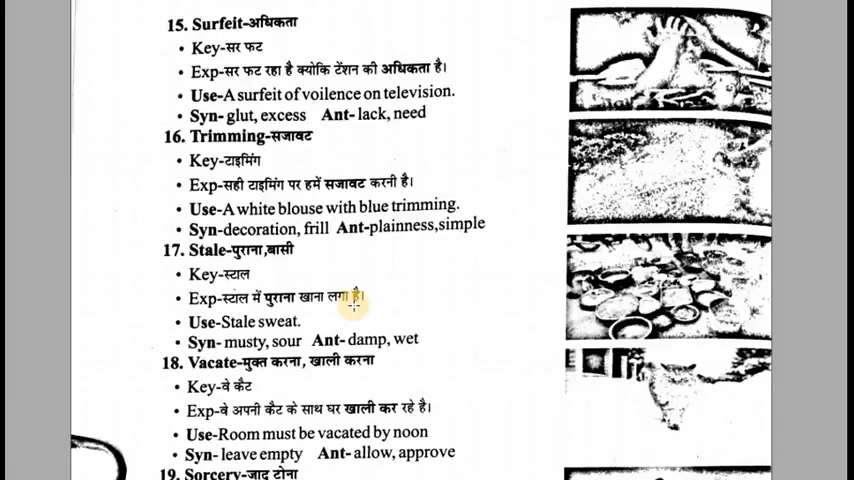 15. Surfeit-अधिकता
• Key-सर फट
• Exp-सर फट रहा है क्योकि टेंशन की अधिकता है।
• Use-A surfeit of voilence on television.
• Syn- glut, excess Ant- lack, need
16. Trimming-सजावट
• Key-टाइमिंग
• Exp-सही टाइमिंग पर हमें सजावट करनी है।
• Use-A white blouse with blue trimming.
• Syn-decoration, frill Ant-plainness,simple
17. Stale-पुराना,बासी
• Key-स्टाल
• Exp-स्टाल में पुराना खाना लगा है।
• Use-Stale sweat.
• Syn- musty, sour Ant- damp, wet
18. Vacate-मुक्त करना, खाली करना
• Key-वे कैट
• Exp-वे अपनी कैट के साथ घर खाली कर रहे है।
• Use-Room must be vacated by noon
• Syn- leave empty Ant- allow, approve
19. Sorcery-जादू टोना